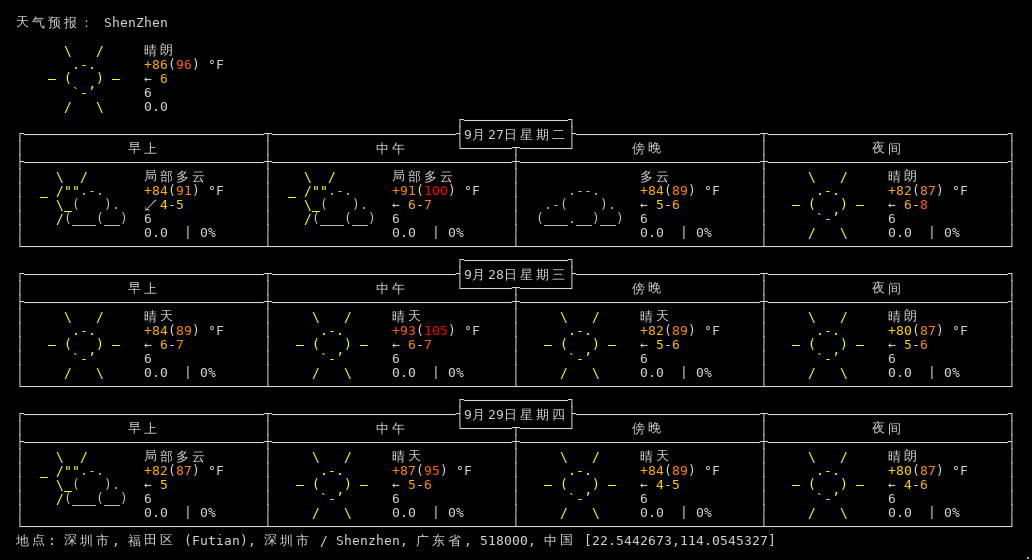 天气预报： ShenZhen
晴朗
+86(96) °F
← 6
6
0.0
9月27日星期二
早上 中午 傍晚 夜间
局部多云 局部多云 多云 晴朗
+84(91) °F +91(100) °F +84(89) °F +82(87) °F
↙ 4-5 ← 6-7 ← 5-6 ← 6-8
6 6 6 6
0.0 | 0% 0.0 | 0% 0.0 | 0% 0.0 | 0%
9月28日星期三
早上 中午 傍晚 夜间
晴天 晴天 晴天 晴朗
+84(89) °F +93(105) °F +82(89) °F +80(87) °F
← 6-7 ← 6-7 ← 5-6 ← 5-6
6 6 6 6
0.0 | 0% 0.0 | 0% 0.0 | 0% 0.0 | 0%
9月29日星期四
早上 中午 傍晚 夜间
局部多云 晴天 晴天 晴朗
+82(87) °F +87(95) °F +84(89) °F +80(87) °F
← 5 ← 5-6 ← 4-5 ← 4-6
6 6 6 6
0.0 | 0% 0.0 | 0% 0.0 | 0% 0.0 | 0%
地点: 深圳市, 福田区 (Futian), 深圳市 / Shenzhen, 广东省, 518000, 中国 [22.5442673,114.0545327]